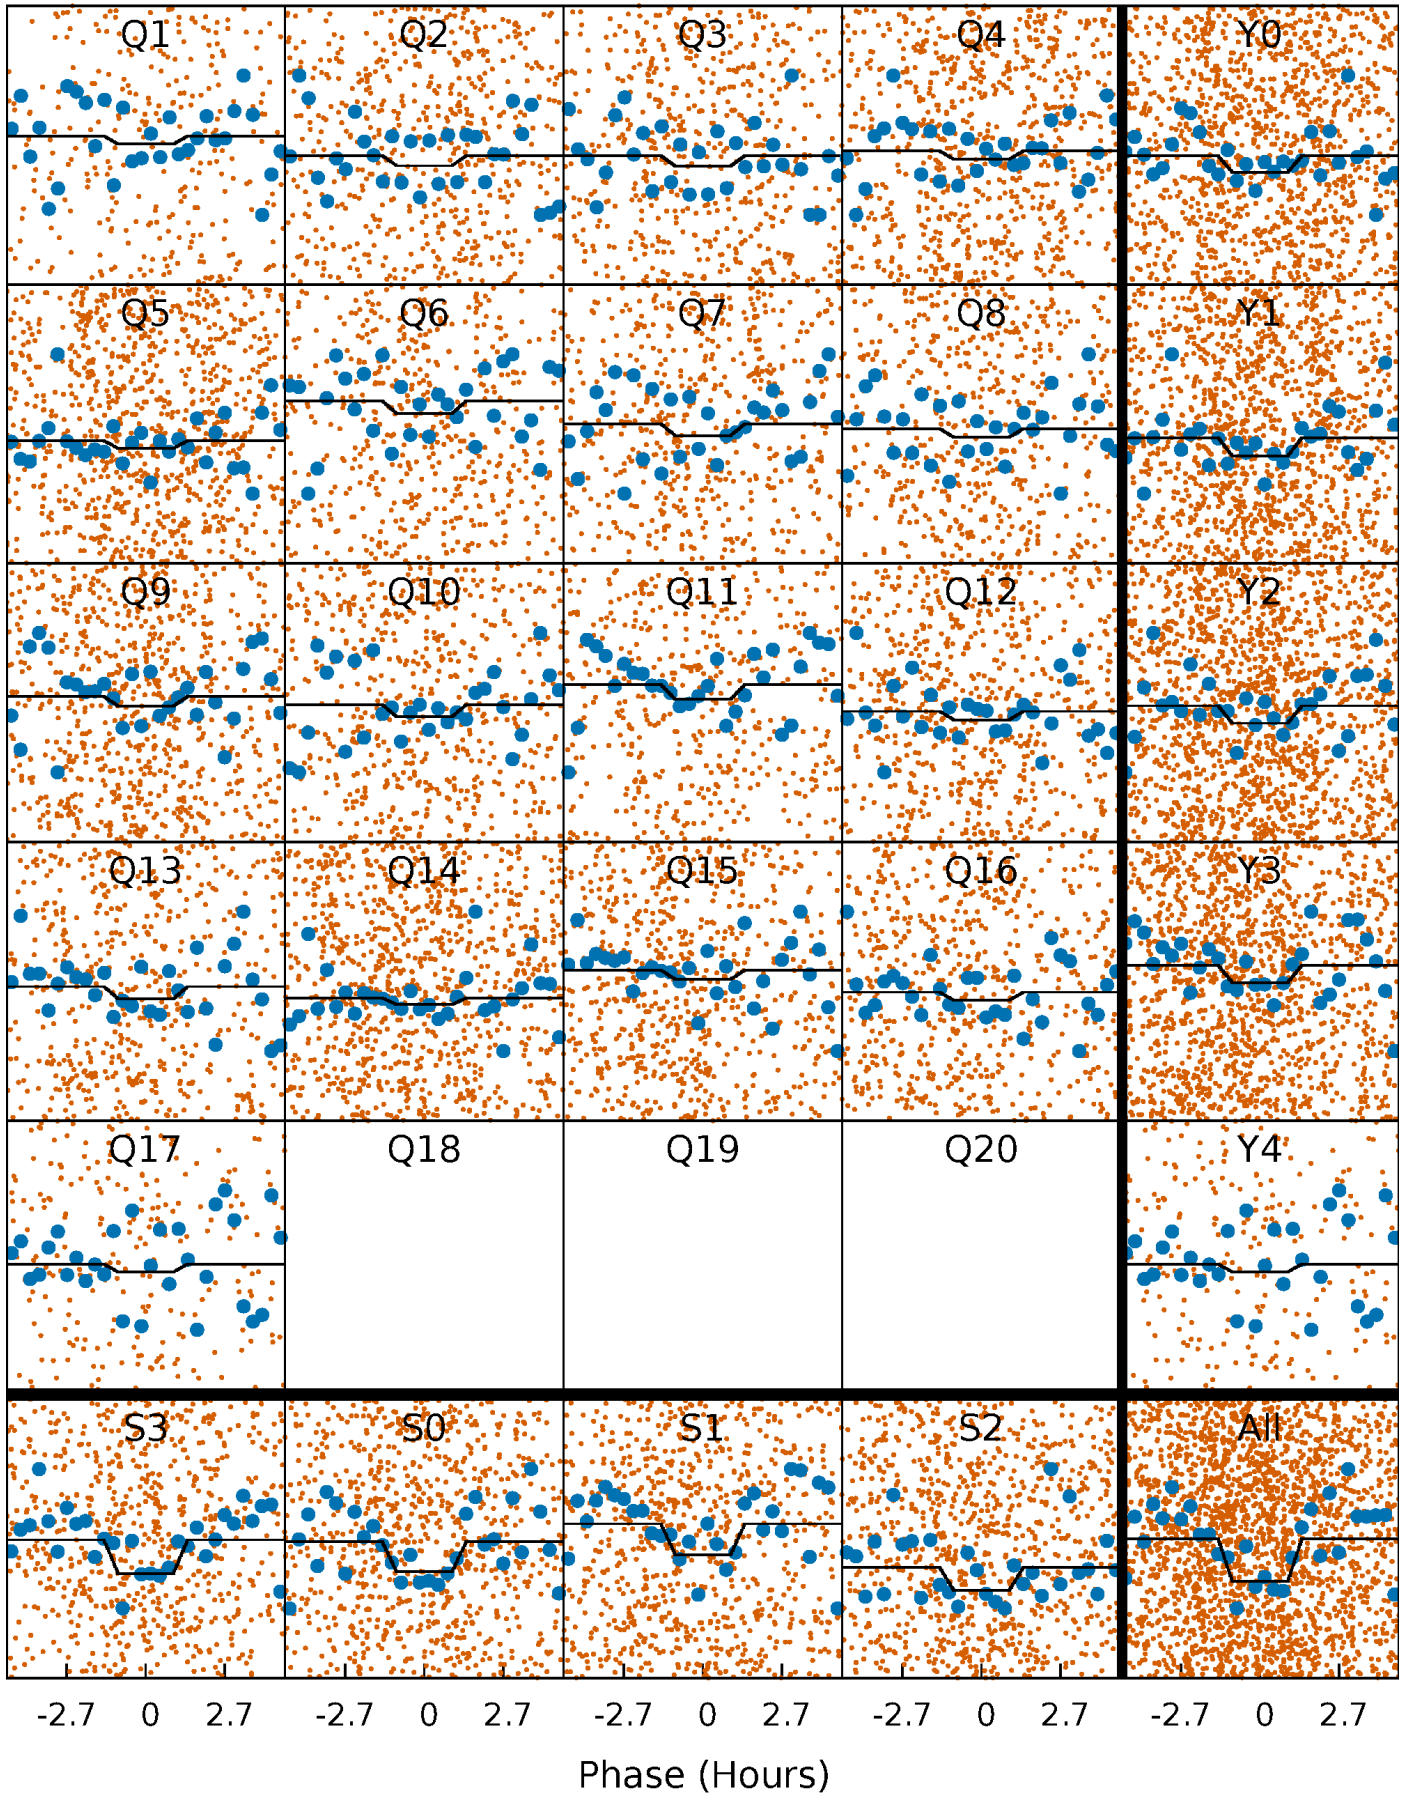 Q1 Q2 Q3 Q4 Y0
Q5 Q6 Q7 Q8 Y1
Q9 Q10 Q11 Q12 Y2
Q13 Q14 Q15 Q16 Y3
Q17 Q18 Q19 Q20 Y4
S3 S0 S1 S2 All
-2.7 0 2.7 -2.7 0 2.7 -2.7 0 2.7 -2.7 0 2.7 -2.7 0 2.7
Phase (Hours)